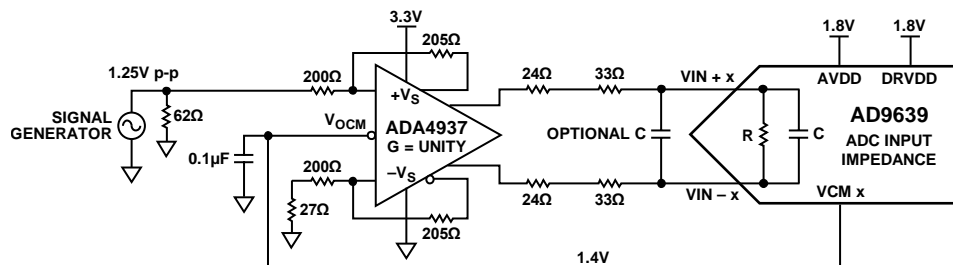 3.3V
205Ω
1.8V
1.8V
1.25V p-p
200Ω
+VS
24Ω
33Ω
VIN + x
AVDD
DRVDD
SIGNAL
GENERATOR
62Ω
VOCM
ADA4937
G = UNITY
OPTIONAL C
R
C
AD9639
ADC INPUT
IMPEDANCE
0.1µF
200Ω
–VS
27Ω
205Ω
24Ω
33Ω
VIN – x
VCM x
1.4V